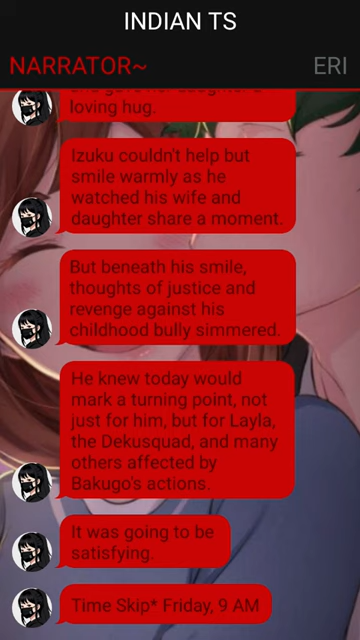 INDIAN TS
NARRATOR~ ERI
loving hug.
Izuku couldn't help but
smile warmly as he
watched his wife and
daughter share a moment.
But beneath his smile,
thoughts of justice and
revenge against his
childhood bully simmered.
He knew today would
mark a turning point, not
just for him, but for Layla,
the Dekusquad, and many
others affected by
Bakugo's actions.
It was going to be
satisfying.
Time Skip* Friday, 9 AM